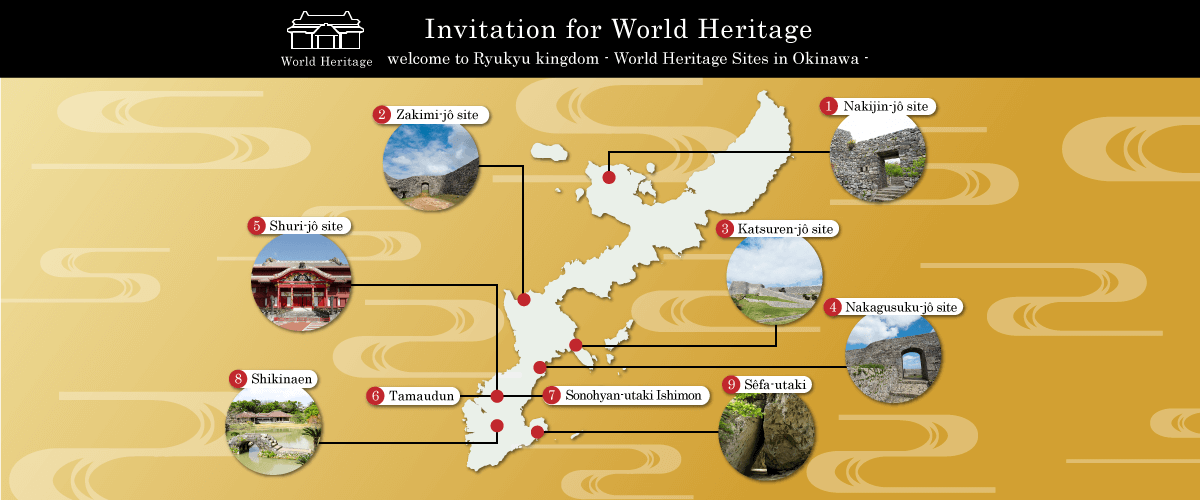 Invitation for World Heritage
World Heritage
welcome to Ryukyu kingdom - World Heritage Sites in Okinawa -
1 Nakijin-jô site
2 Zakimi-jô site
3 Katsuren-jô site
4 Nakagusuku-jô site
5 Shuri-jô site
6 Tamaudun
7 Sonohyan-utaki Ishimon
8 Shikinaen
9 Sêfa-utaki